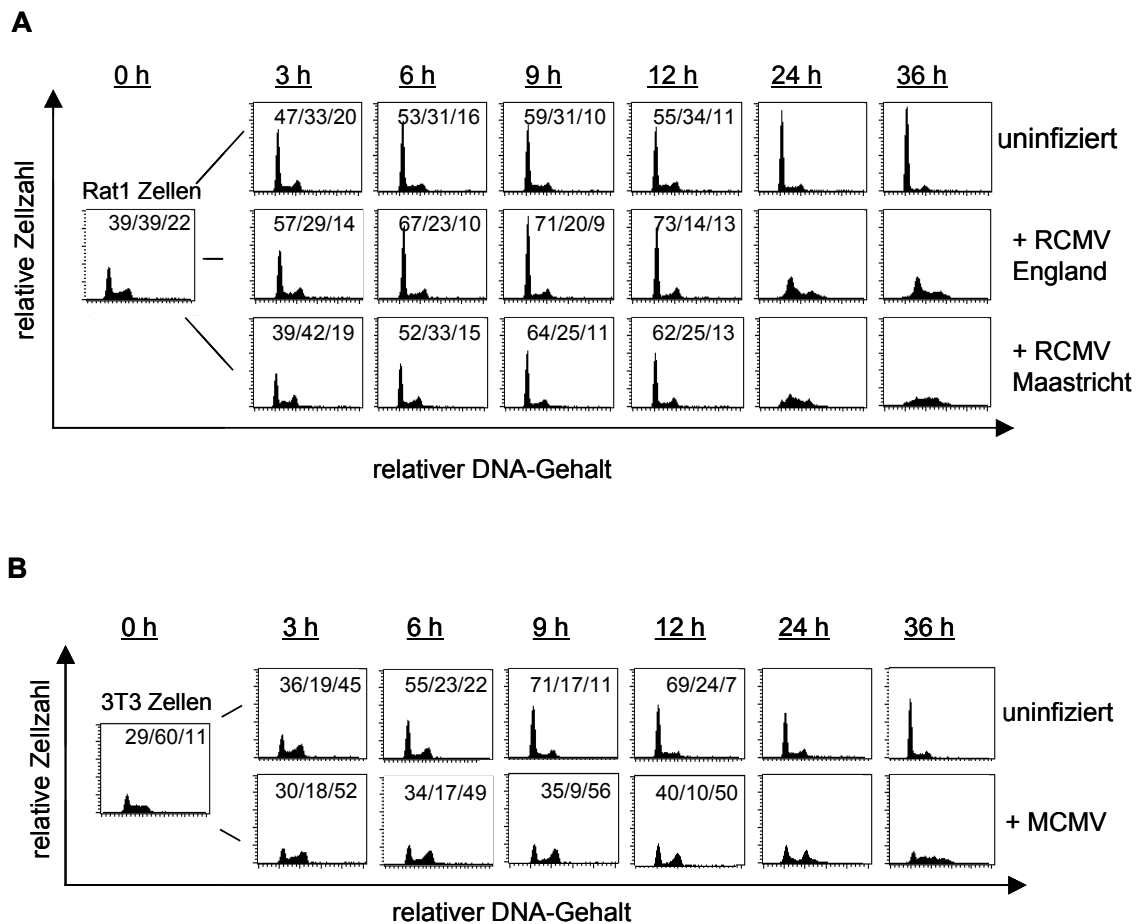 A
0 h 3 h 6 h 9 h 12 h 24 h 36 h
relative Zellzahl
Rat1 Zellen
39/39/22
47/33/20 53/31/16 59/31/10 55/34/11
uninfiziert
57/29/14 67/23/10 71/20/9 73/14/13
+ RCMV
England
39/42/19 52/33/15 64/25/11 62/25/13
+ RCMV
Maastricht
relativer DNA-Gehalt
B
0 h 3 h 6 h 9 h 12 h 24 h 36 h
relative Zellzahl
3T3 Zellen
29/60/11
36/19/45 55/23/22 71/17/11 69/24/7
uninfiziert
30/18/52 34/17/49 35/9/56 40/10/50
+ MCMV
relativer DNA-Gehalt